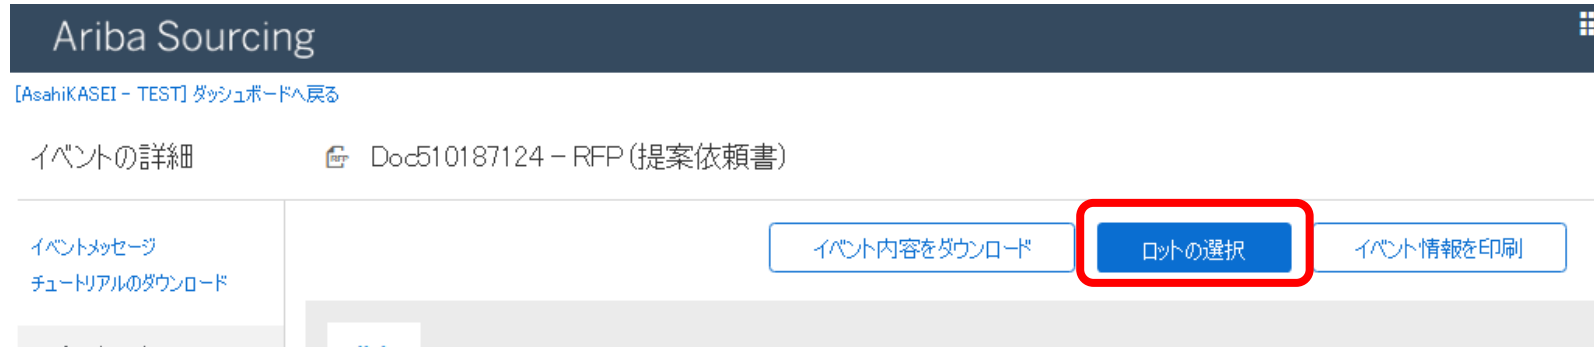 Ariba Sourcing
[AsahiKASEI - TEST] ダッシュボードへ戻る
イベントの詳細
RFP Doc510187124 – RFP (提案依頼書)
イベントメッセージ
チュートリアルのダウンロード
イベント内容をダウンロード
ロットの選択
イベント情報を印刷